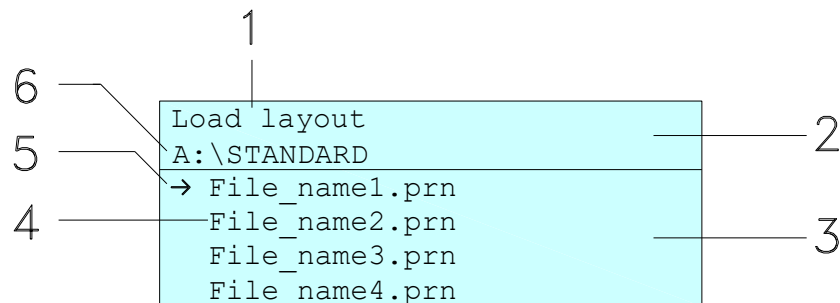 1
6
Load layout
2
A:\STANDARD
5
→ File_name1.prn
4
File_name2.prn
3
File_name3.prn
File_name4.prn